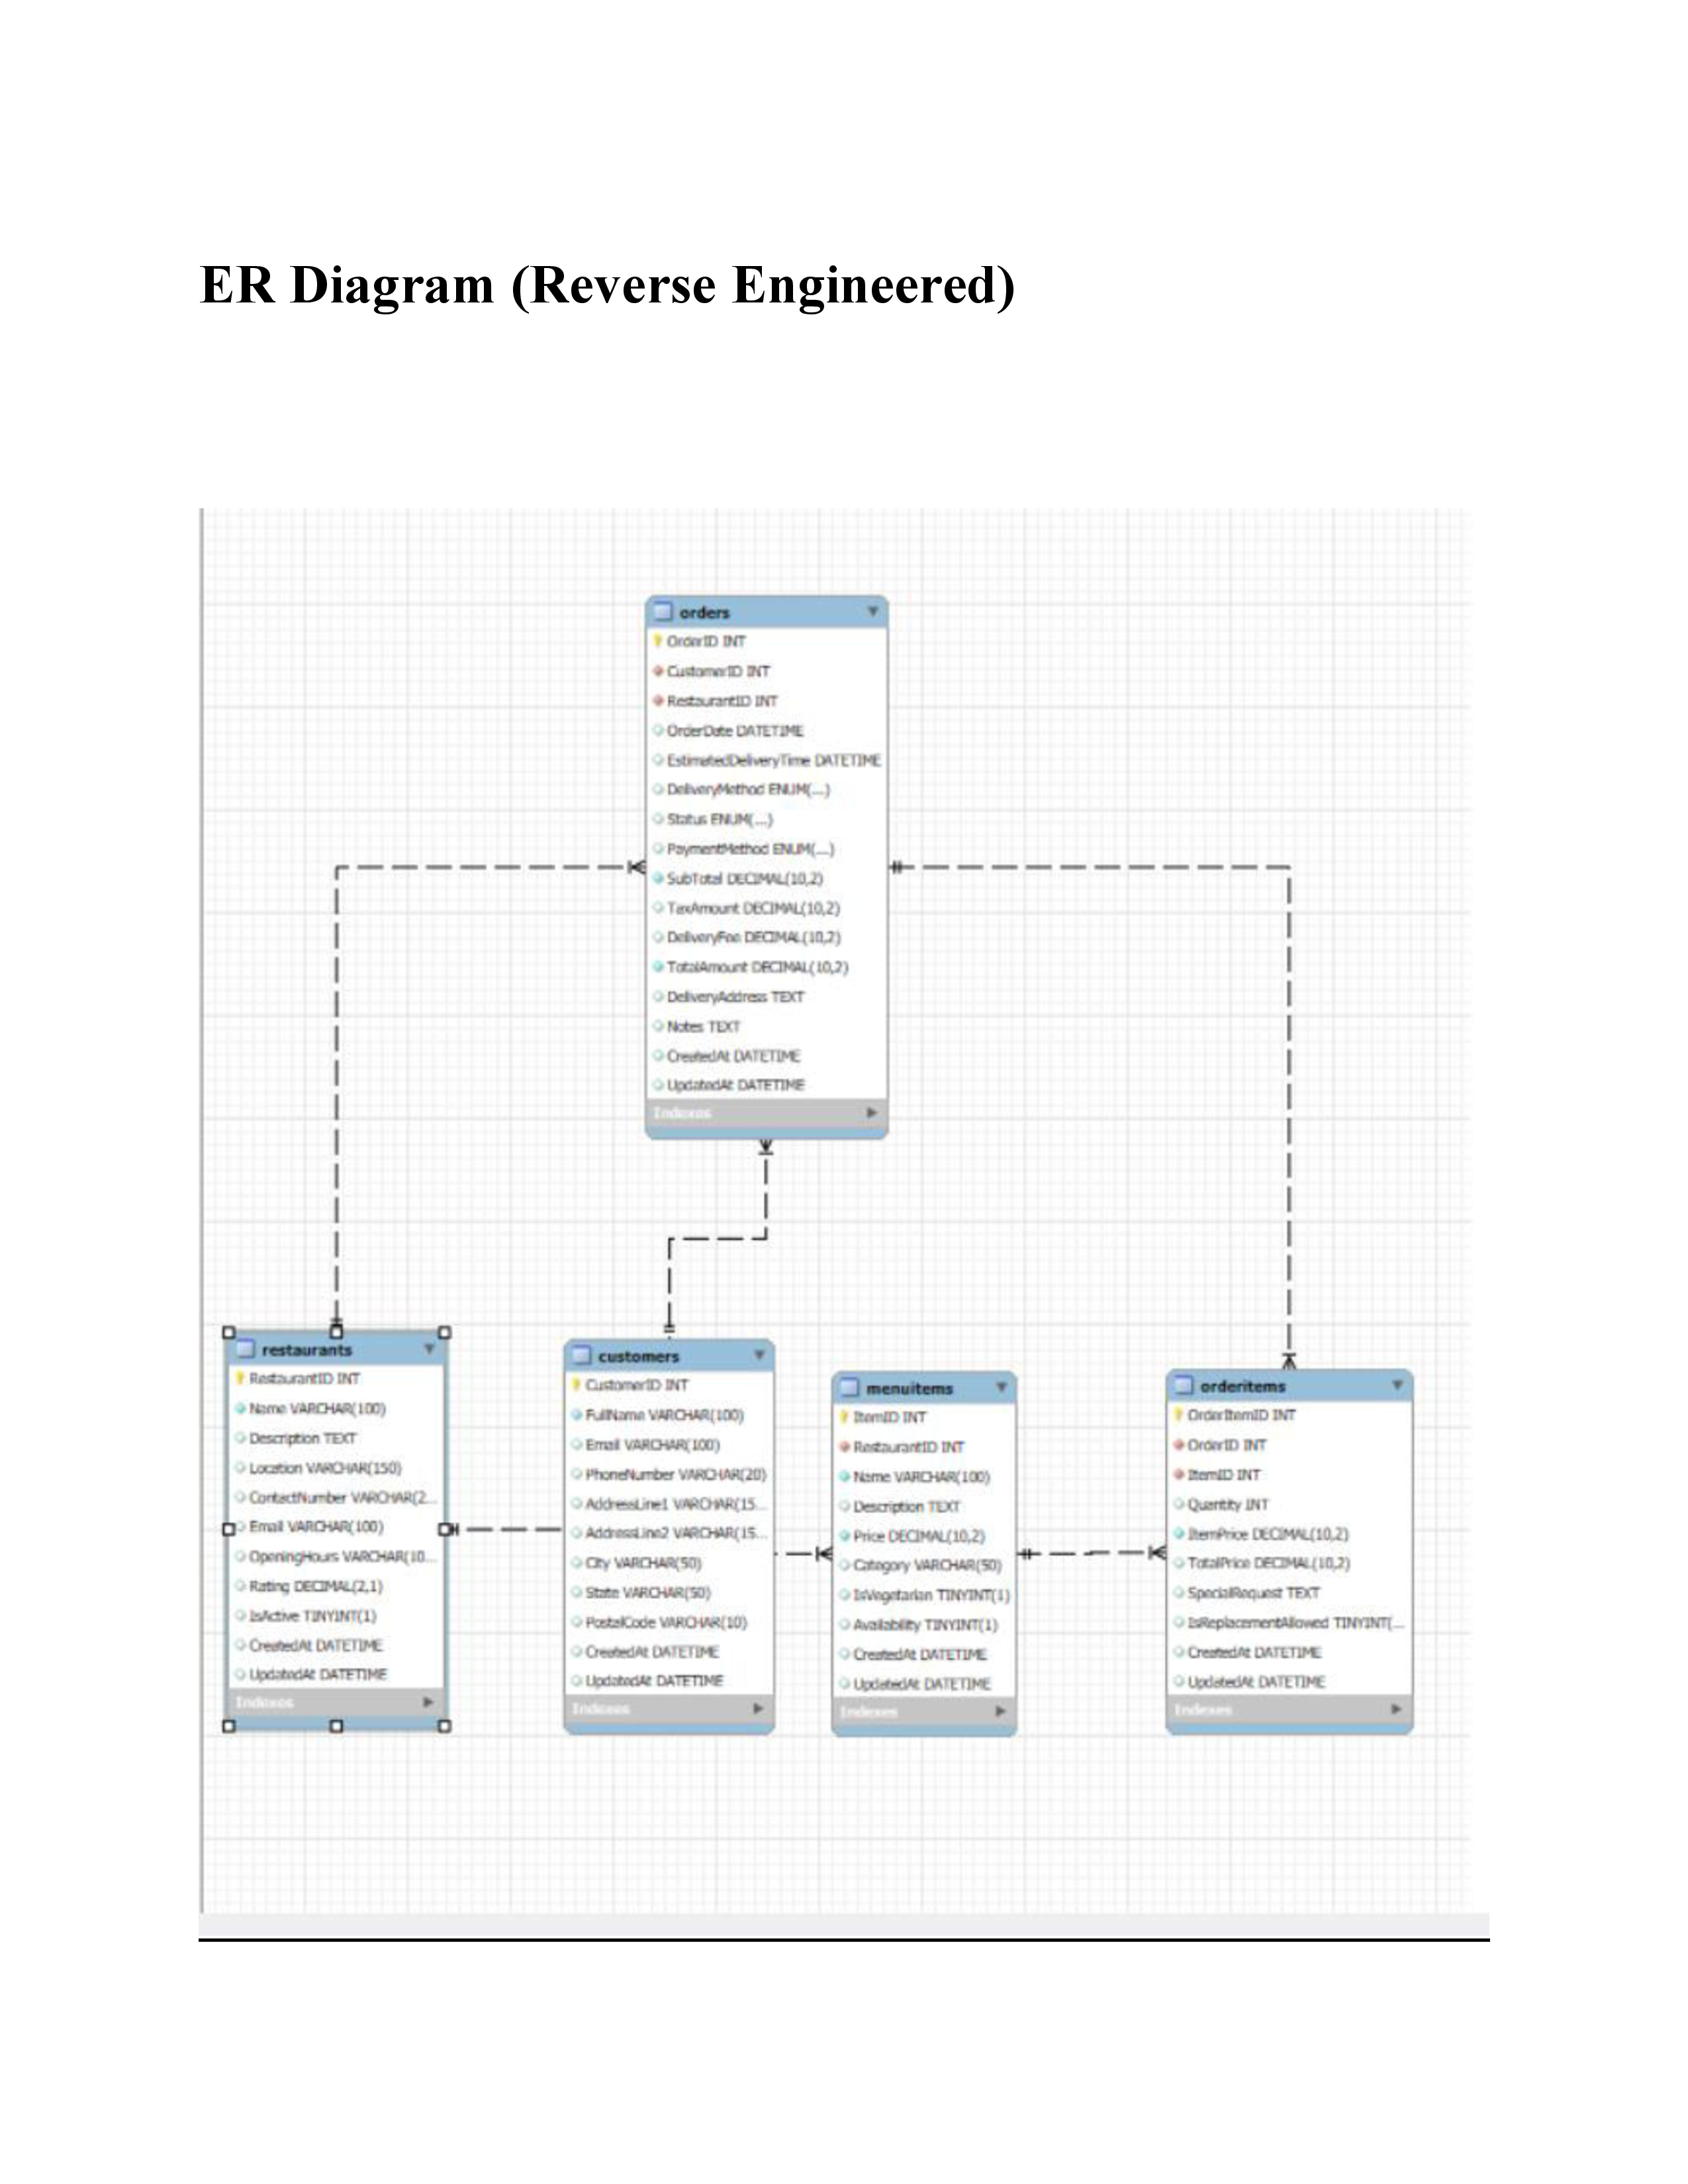 ER Diagram (Reverse Engineered)
orders
OrderID INT
CustomerID INT
RestaurantID INT
OrderDate DATETIME
EstimatedDeliveryTime DATETIME
DeliveryMethod ENUM(...)
Status ENUM(...)
PaymentMethod ENUM(...)
SubTotal DECIMAL(10,2)
TaxAmount DECIMAL(10,2)
DeliveryFee DECIMAL(10,2)
TotalAmount DECIMAL(10,2)
DeliveryAddress TEXT
Notes TEXT
CreatedAt DATETIME
UpdatedAt DATETIME
Indexes
restaurants
RestaurantID INT
Name VARCHAR(100)
Description TEXT
Location VARCHAR(150)
ContactNumber VARCHAR(2...
Email VARCHAR(100)
OpeningHours VARCHAR(10...
Rating DECIMAL(2,1)
IsActive TINYINT(1)
CreatedAt DATETIME
UpdatedAt DATETIME
Indexes
customers
CustomerID INT
FullName VARCHAR(100)
Email VARCHAR(100)
PhoneNumber VARCHAR(20)
AddressLine1 VARCHAR(15...
AddressLine2 VARCHAR(15...
City VARCHAR(50)
State VARCHAR(50)
PostalCode VARCHAR(10)
CreatedAt DATETIME
UpdatedAt DATETIME
Indexes
menuitems
ItemID INT
RestaurantID INT
Name VARCHAR(100)
Description TEXT
Price DECIMAL(10,2)
Category VARCHAR(50)
IsVegetarian TINYINT(1)
Availability TINYINT(1)
CreatedAt DATETIME
UpdatedAt DATETIME
Indexes
orderitems
OrderItemID INT
OrderID INT
ItemID INT
Quantity INT
ItemPrice DECIMAL(10,2)
TotalPrice DECIMAL(10,2)
SpecialRequest TEXT
IsReplacementAllowed TINYINT(...
CreatedAt DATETIME
UpdatedAt DATETIME
Indexes